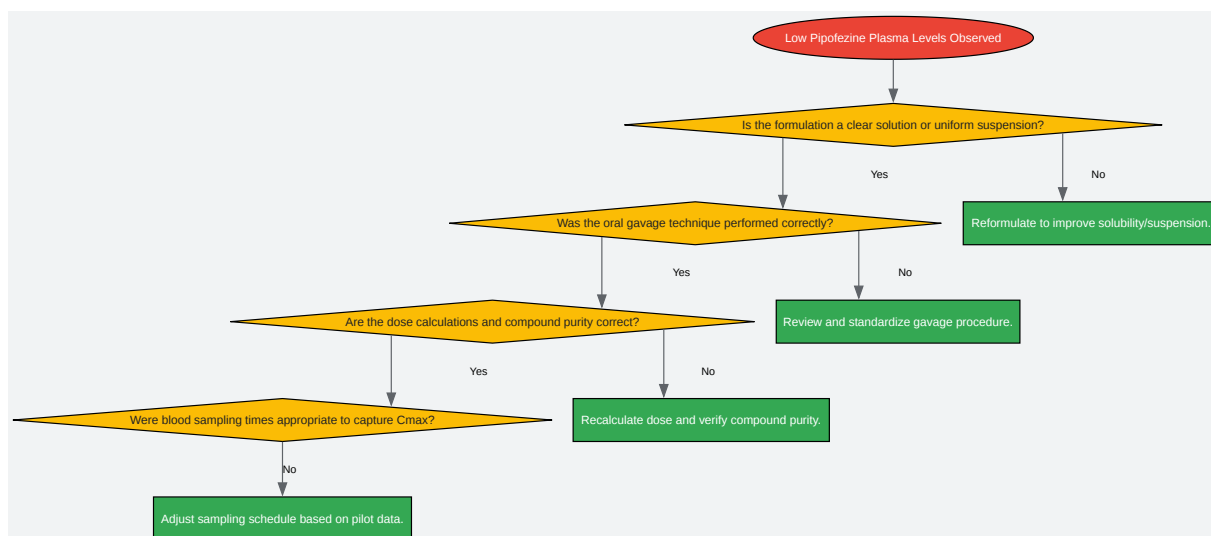 Low Pipofezine Plasma Levels Observed
Is the formulation a clear solution or uniform suspension?
Yes
No
Was the oral gavage technique performed correctly?
Reformulate to improve solubility/suspension.
Yes
No
Are the dose calculations and compound purity correct?
Review and standardize gavage procedure.
Yes
No
Were blood sampling times appropriate to capture Cmax?
Recalculate dose and verify compound purity.
No
Adjust sampling schedule based on pilot data.